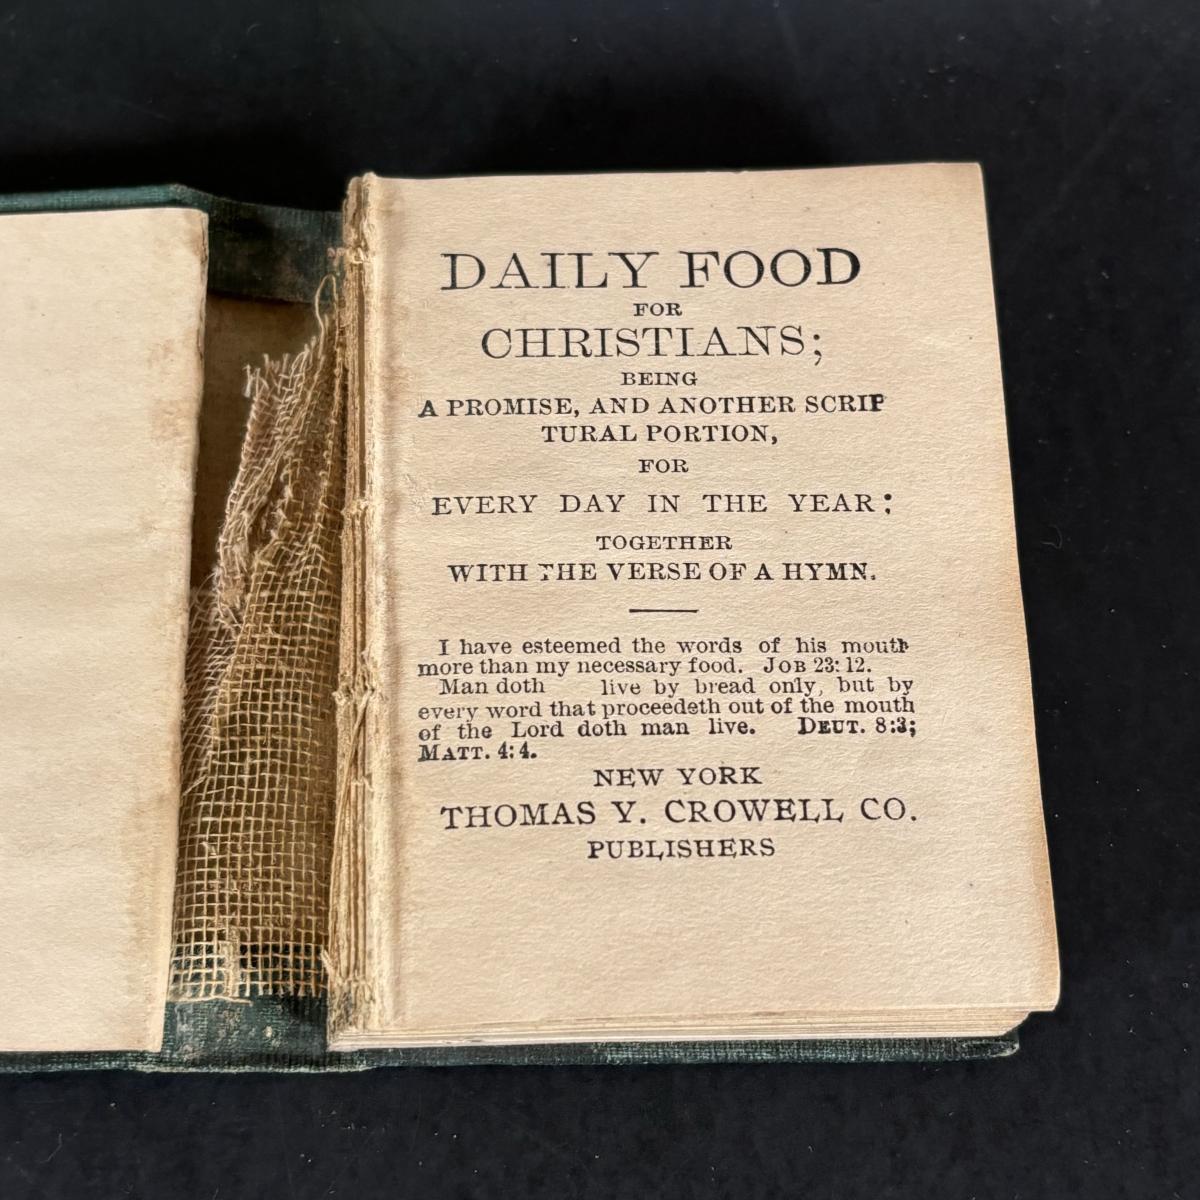 DAILY FOOD
FOR
CHRISTIANS;
BEING
A PROMISE, AND ANOTHER SCRIP
TURAL PORTION,
FOR
EVERY DAY IN THE YEAR;
TOGETHER
WITH THE VERSE OF A HYMN.
I have esteemed the words of his mouth
more than my necessary food. JOB 23:12.
Man doth live by bread only, but by
every word that proceedeth out of the mouth
of the Lord doth man live. DEUT. 8:3;
MATT. 4:4.
NEW YORK
THOMAS Y. CROWELL CO.
PUBLISHERS